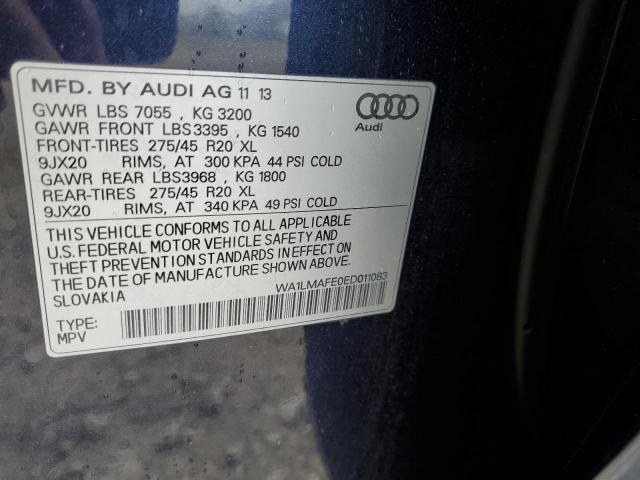 MFD. BY AUDI AG 11 13
GVWR LBS 7055 , KG 3200
GAWR FRONT LBS3395 , KG 1540
FRONT-TIRES 275/45 R20 XL
9JX20 RIMS, AT 300 KPA 44 PSI COLD
GAWR REAR LBS3968 , KG 1800
REAR-TIRES 275/45 R20 XL
9JX20 RIMS, AT 340 KPA 49 PSI COLD
Audi
THIS VEHICLE CONFORMS TO ALL APPLICABLE
U.S. FEDERAL MOTOR VEHICLE SAFETY AND
THEFT PREVENTION STANDARDS IN EFFECT ON
THE DATE OF MANUFACTURE SHOWN ABOVE.
SLOVAKIA
WA1LMAFE0ED011083
TYPE:
MPV